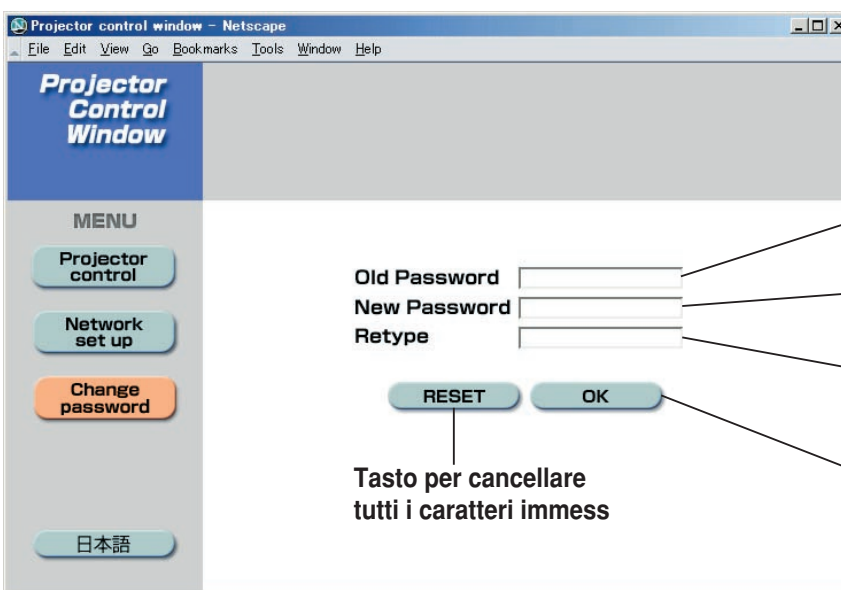 Projector control window - Netscape
File Edit View Go Bookmarks Tools Window Help
Projector
Control
Window
MENU
Projector
control
Network
set up
Change
password
日本語
Old Password
New Password
Retype
RESET OK
Tasto per cancellare
tutti i caratteri immess